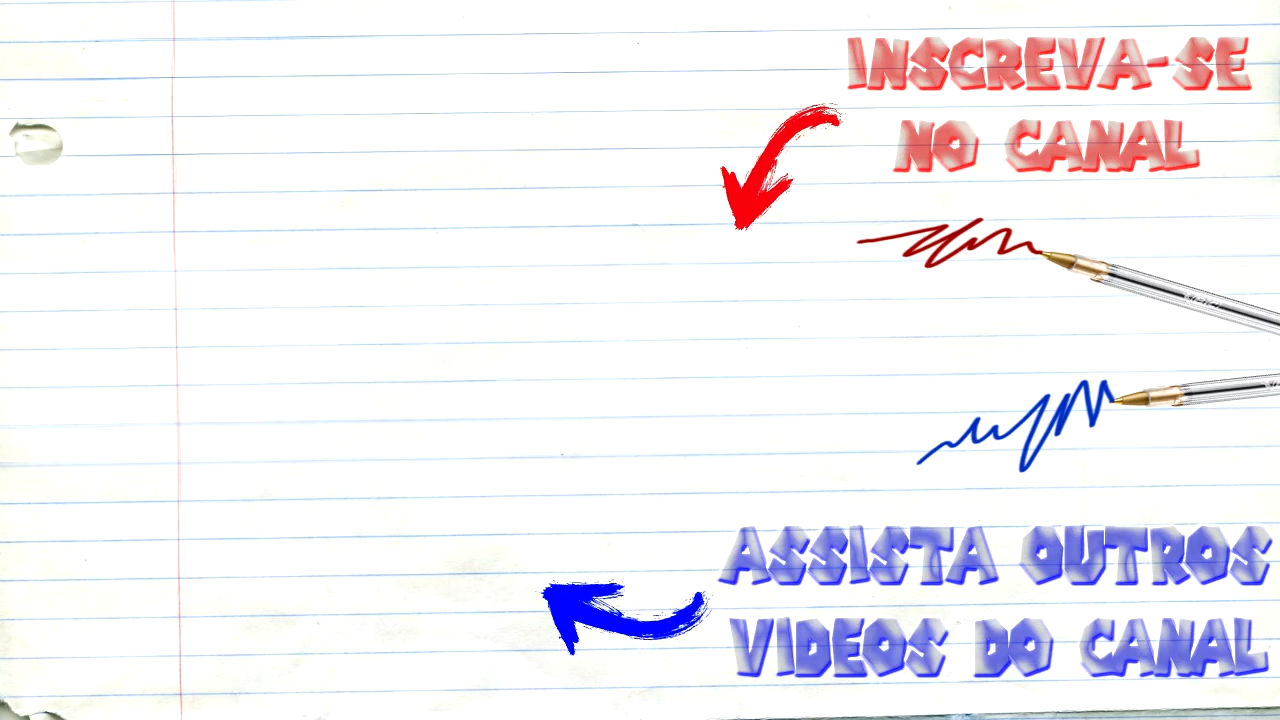 INSCREVA-SE
NO CANAL
ASSISTA OUTROS
VIDEOS DO CANAL